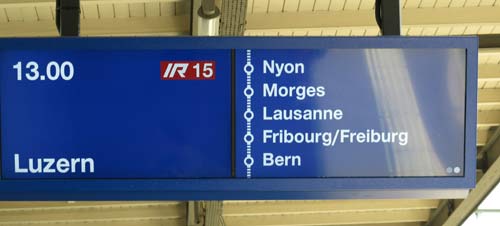 13.00
IR 15
Luzern
Nyon
Morges
Lausanne
Fribourg/Freiburg
Bern